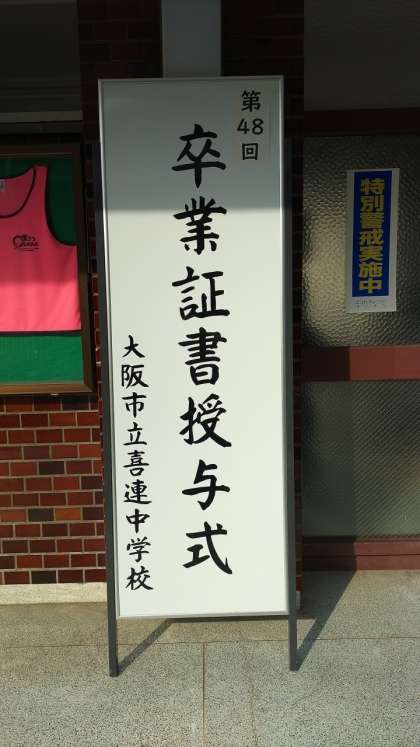 第48回
卒業証書授与式
大阪市立喜連中学校
特別警戒実施中